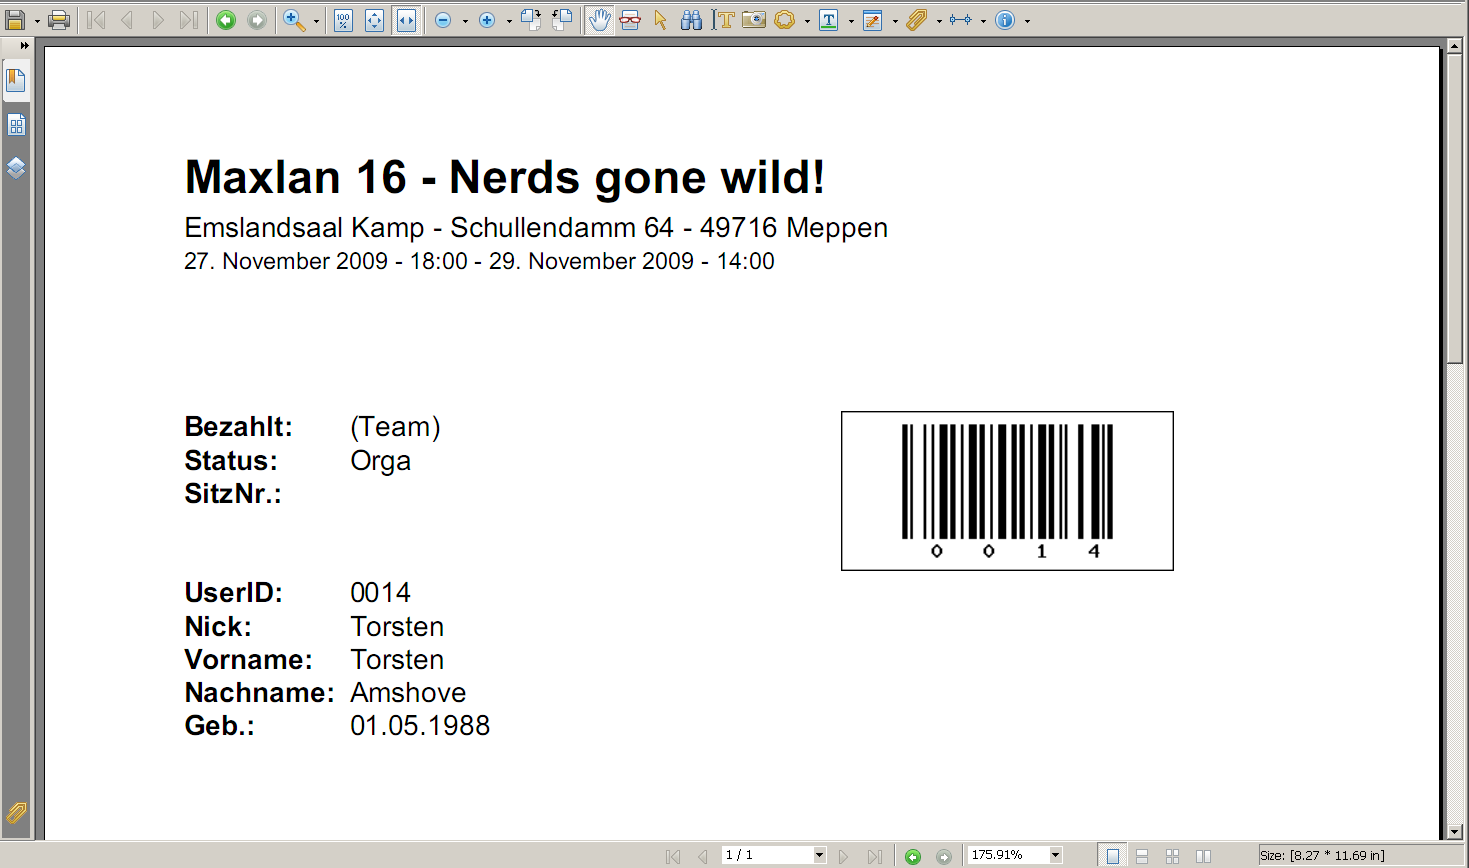 100 %
Maxlan 16 - Nerds gone wild!
Emslandsaal Kamp - Schullendamm 64 - 49716 Meppen
27. November 2009 - 18:00 - 29. November 2009 - 14:00
Bezahlt: (Team)
Status: Orga
SitzNr.:
0 0 1 4
UserID: 0014
Nick: Torsten
Vorname: Torsten
Nachname: Amshove
Geb.: 01.05.1988
1 / 1
175.91%
Size: [8.27 * 11.69 in]